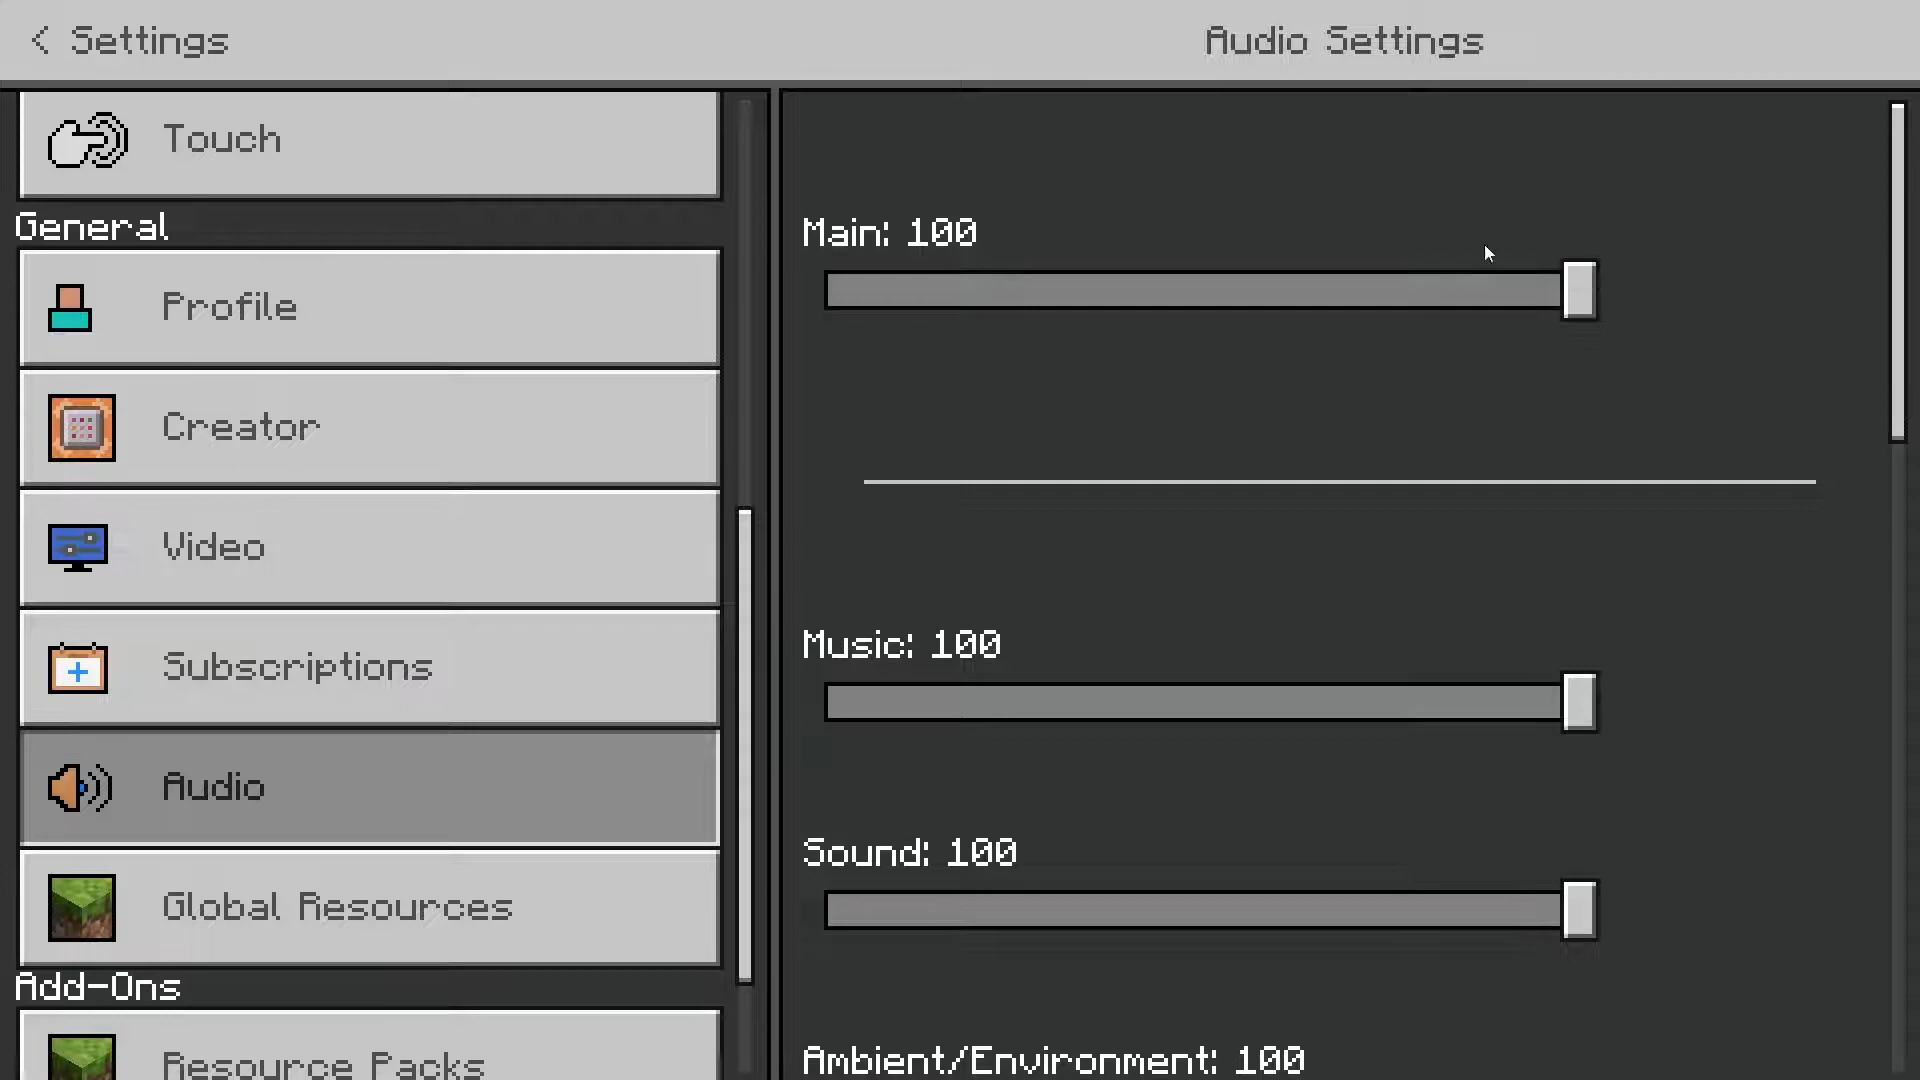 Settings
Audio Settings
Touch
General
Profile
Creator
Video
Subscriptions
Audio
Global Resources
Add-Ons
Resource Packs
Main: 100
Music: 100
Sound: 100
Ambient/Environment: 100